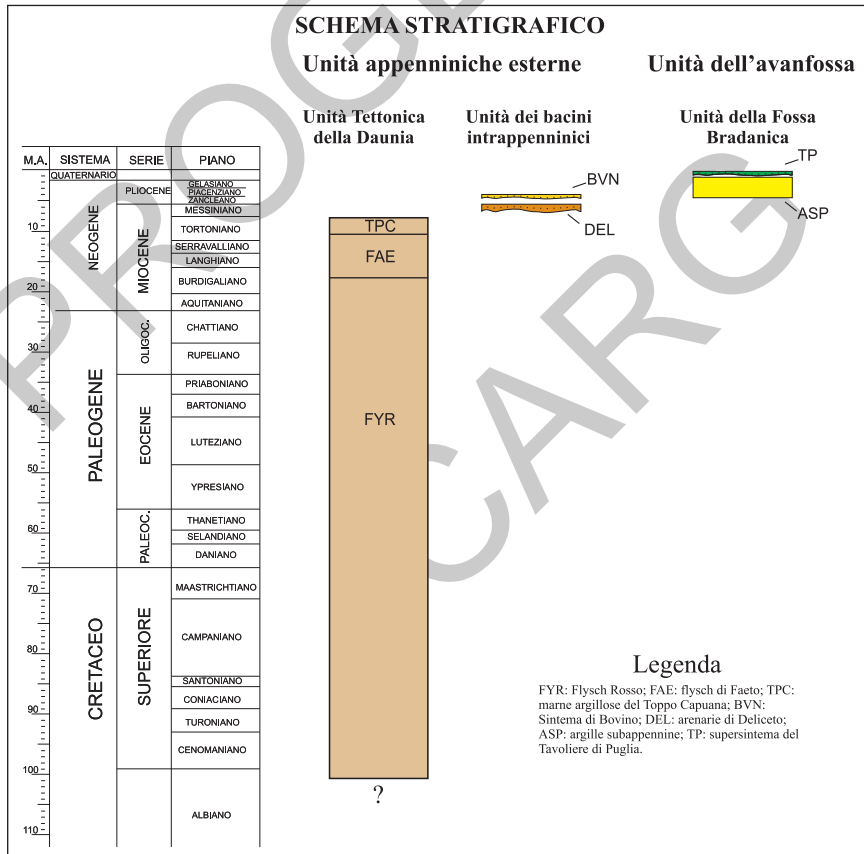 SCHEMA STRATIGRAFICO
Unità appenniniche esterne
Unità dell'avanfossa
Unità Tettonica
della Daunia
Unità dei bacini
intrappenninici
Unità della Fossa
Bradanica
M.A.
SISTEMA
SERIE
PIANO
QUATERNARIO
NEOGENE
PALEOGENE
CRETACEO
PLIOCENE
MIOCENE
OLIGOC.
EOCENE
PALEOC.
SUPERIORE
GELASIANO
PIACENZIANO
ZANCLEANO
MESSINIANO
TORTONIANO
SERRAVALLIANO
LANGHIANO
BURDIGALIANO
AQUITANIANO
CHATTIANO
RUPELIANO
PRIABONIANO
BARTONIANO
LUTEZIANO
YPRESIANO
THANETIANO
SELANDIANO
DANIANO
MAASTRICHTIANO
CAMPANIANO
SANTONIANO
CONIACIANO
TURONIANO
CENOMANIANO
ALBIANO
10
20
30
40
50
60
70
80
90
100
110
TPC
FAE
FYR
?
BVN
DEL
TP
ASP
Legenda
FYR: Flysch Rosso; FAE: flysch di Faeto; TPC:
marne argillose del Toppo Capuana; BVN:
Sintema di Bovino; DEL: arenarie di Deliceto;
ASP: argille subappennine; TP: supersintema del
Tavoliere di Puglia.
CARG